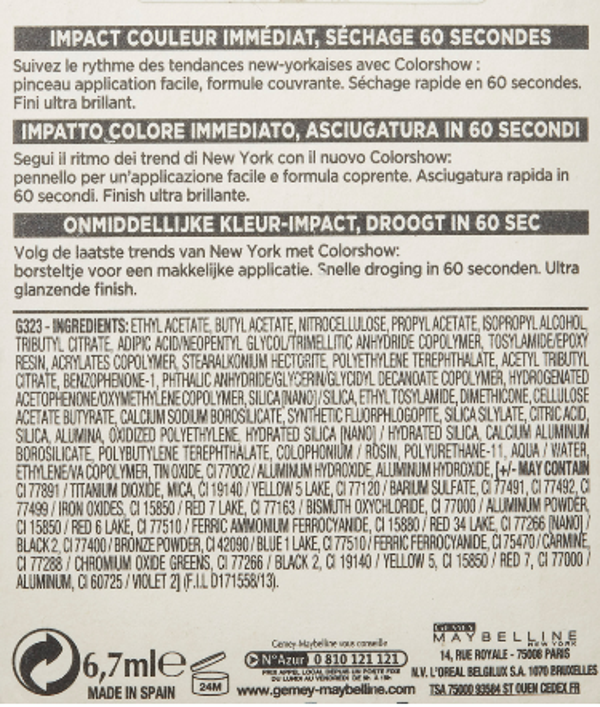 IMPACT COULEUR IMMÉDIAT, SÉCHAGE 60 SECONDES
Suivez le rythme des tendances new-yorkaises avec Colorshow :
pinceau application facile, formule couvrante. Séchage rapide en 60 secondes.
Fini ultra brillant.
IMPATTO COLORE IMMEDIATO, ASCIUGATURA IN 60 SECONDI
Segui il ritmo dei trend di New York con il nuovo Colorshow:
pennello per un'applicazione facile e formula coprente. Asciugatura rapida in
60 secondi. Finish ultra brillante.
ONMIDDELLIJKE KLEUR-IMPACT, DROOGT IN 60 SEC
Volg de laatste trends van New York met Colorshow:
borsteltje voor een makkelijke applicatie. Snelle droging in 60 seconden. Ultra
glanzende finish.
G323 - INGREDIENTS: ETHYL ACETATE, BUTYL ACETATE, NITROCELLULOSE, PROPYL ACETATE, ISOPROPYL ALCOHOL,
TRIBUTYL CITRATE, ADIPIC ACID/NEOPENTYL GLYCOL/TRIMELLITIC ANHYDRIDE COPOLYMER, TOSYLAMIDE/EPOXY
RESIN, ACRYLATES COPOLYMER, STEARALKONIUM HECTORITE, POLYETHYLENE TEREPHTHALATE, ACETYL TRIBUTYL
CITRATE, BENZOPHENONE-1, PHTHALIC ANHYDRIDE/GLYCERIN/GLYCIDYL DECANOATE COPOLYMER, HYDROGENATED
ACETOPHENONE/OXYMETHYLENE COPOLYMER, SILICA [NANO] / SILICA, ETHYL TOSYLAMIDE, DIMETHICONE, CELLULOSE
ACETATE BUTYRATE, CALCIUM SODIUM BOROSILICATE, SYNTHETIC FLUORPHLOGOPITE, SILICA SILYLATE, CITRIC ACID,
SILICA, ALUMINA, OXIDIZED POLYETHYLENE, HYDRATED SILICA [NANO] / HYDRATED SILICA, CALCIUM ALUMINUM
BOROSILICATE, POLYBUTYLENE TEREPHTHALATE, COLOPHONIUM / ROSIN, POLYURETHANE-11, AQUA / WATER,
ETHYLENE/VA COPOLYMER, TIN OXIDE, CI 77002 / ALUMINUM HYDROXIDE, ALUMINUM HYDROXIDE, [+/- MAY CONTAIN
CI 77891 / TITANIUM DIOXIDE, MICA, CI 19140 / YELLOW 5 LAKE, CI 77120 / BARIUM SULFATE, CI 77491, CI 77492, CI
77499 / IRON OXIDES, CI 15850 / RED 7 LAKE, CI 77163 / BISMUTH OXYCHLORIDE, CI 77000 / ALUMINUM POWDER,
CI 15850 / RED 6 LAKE, CI 77510 / FERRIC AMMONIUM FERROCYANIDE, CI 15880 / RED 34 LAKE, CI 77266 [NANO] /
BLACK 2, CI 77400 / BRONZE POWDER, CI 42090 / BLUE 1 LAKE, CI 77510 / FERRIC FERROCYANIDE, CI 75470 / CARMINE,
CI 77288 / CHROMIUM OXIDE GREENS, CI 77266 / BLACK 2, CI 19140 / YELLOW 5, CI 15850 / RED 7, CI 77000 /
ALUMINUM, CI 60725 / VIOLET 2] (F.I.L D171558/13).
6,7ml e
MADE IN SPAIN
24M
Gemey-Maybelline vous conseille
N°Azur 0 810 121 121
PRIX APPEL LOCAL DEPUIS UN POSTE FIXE
DU LUNDI AU VENDREDI DE 9h À 18h
www.gemey-maybelline.com
GEMEY
MAYBELLINE
NEW YORK
14, RUE ROYALE - 75008 PARIS
N.V. L'OREAL BELGILUX S.A. 1070 BRUXELLES
TSA 75000 93584 ST OUEN CEDEX FR